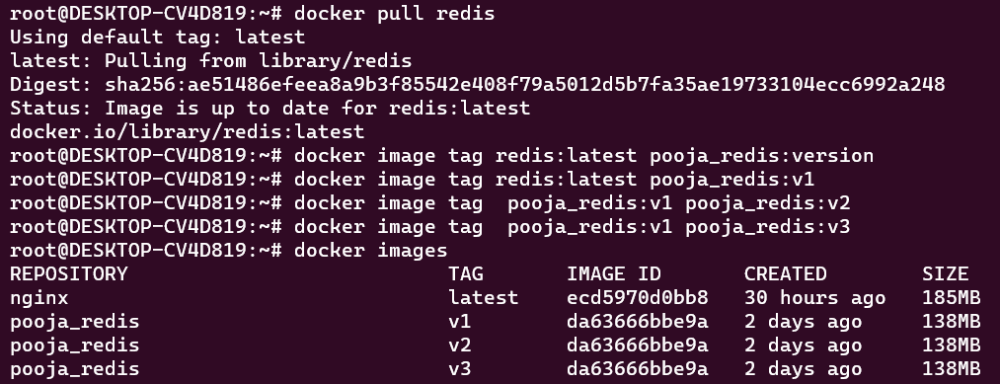 root@DESKTOP-CV4D819:~# docker pull redis
Using default tag: latest
latest: Pulling from library/redis
Digest: sha256:ae51486efeea8a9b3f85542e408f79a5012d5b7fa35ae19733104ecc6992a248
Status: Image is up to date for redis:latest
docker.io/library/redis:latest
root@DESKTOP-CV4D819:~# docker image tag redis:latest pooja_redis:version
root@DESKTOP-CV4D819:~# docker image tag redis:latest pooja_redis:v1
root@DESKTOP-CV4D819:~# docker image tag  pooja_redis:v1 pooja_redis:v2
root@DESKTOP-CV4D819:~# docker image tag  pooja_redis:v1 pooja_redis:v3
root@DESKTOP-CV4D819:~# docker images
REPOSITORY                           TAG       IMAGE ID       CREATED        SIZE
nginx                                latest    ecd5970d0bb8   30 hours ago   185MB
pooja_redis                          v1        da63666bbe9a   2 days ago     138MB
pooja_redis                          v2        da63666bbe9a   2 days ago     138MB
pooja_redis                          v3        da63666bbe9a   2 days ago     138MB